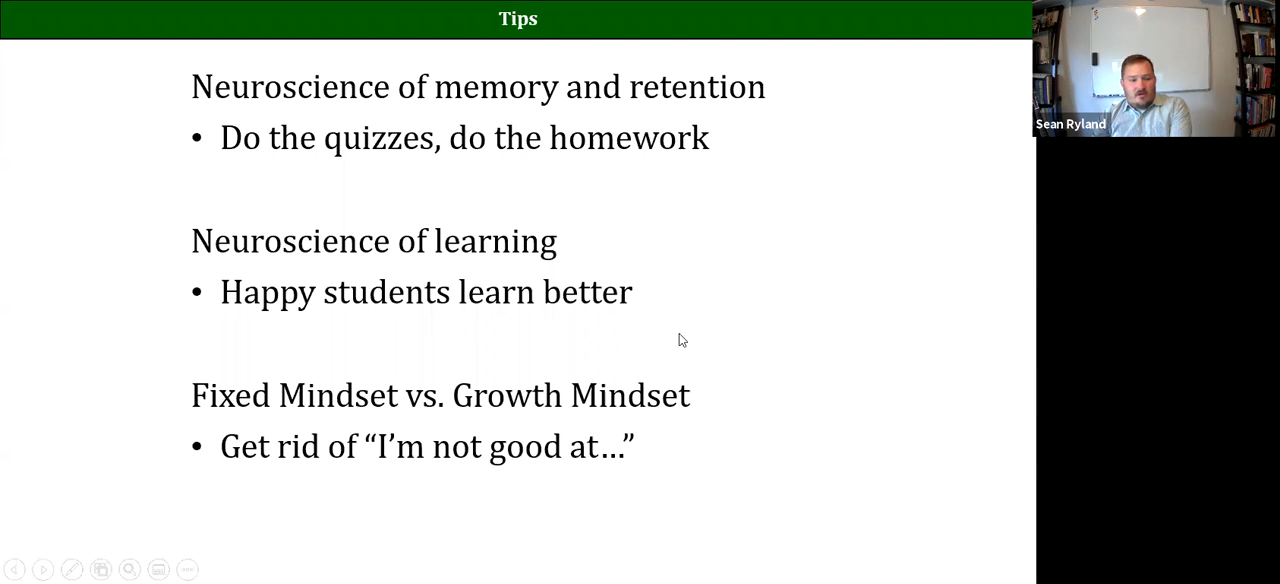 Tips
Neuroscience of memory and retention
• Do the quizzes, do the homework
Neuroscience of learning
• Happy students learn better
Fixed Mindset vs. Growth Mindset
• Get rid of “I’m not good at…”
Sean Ryland